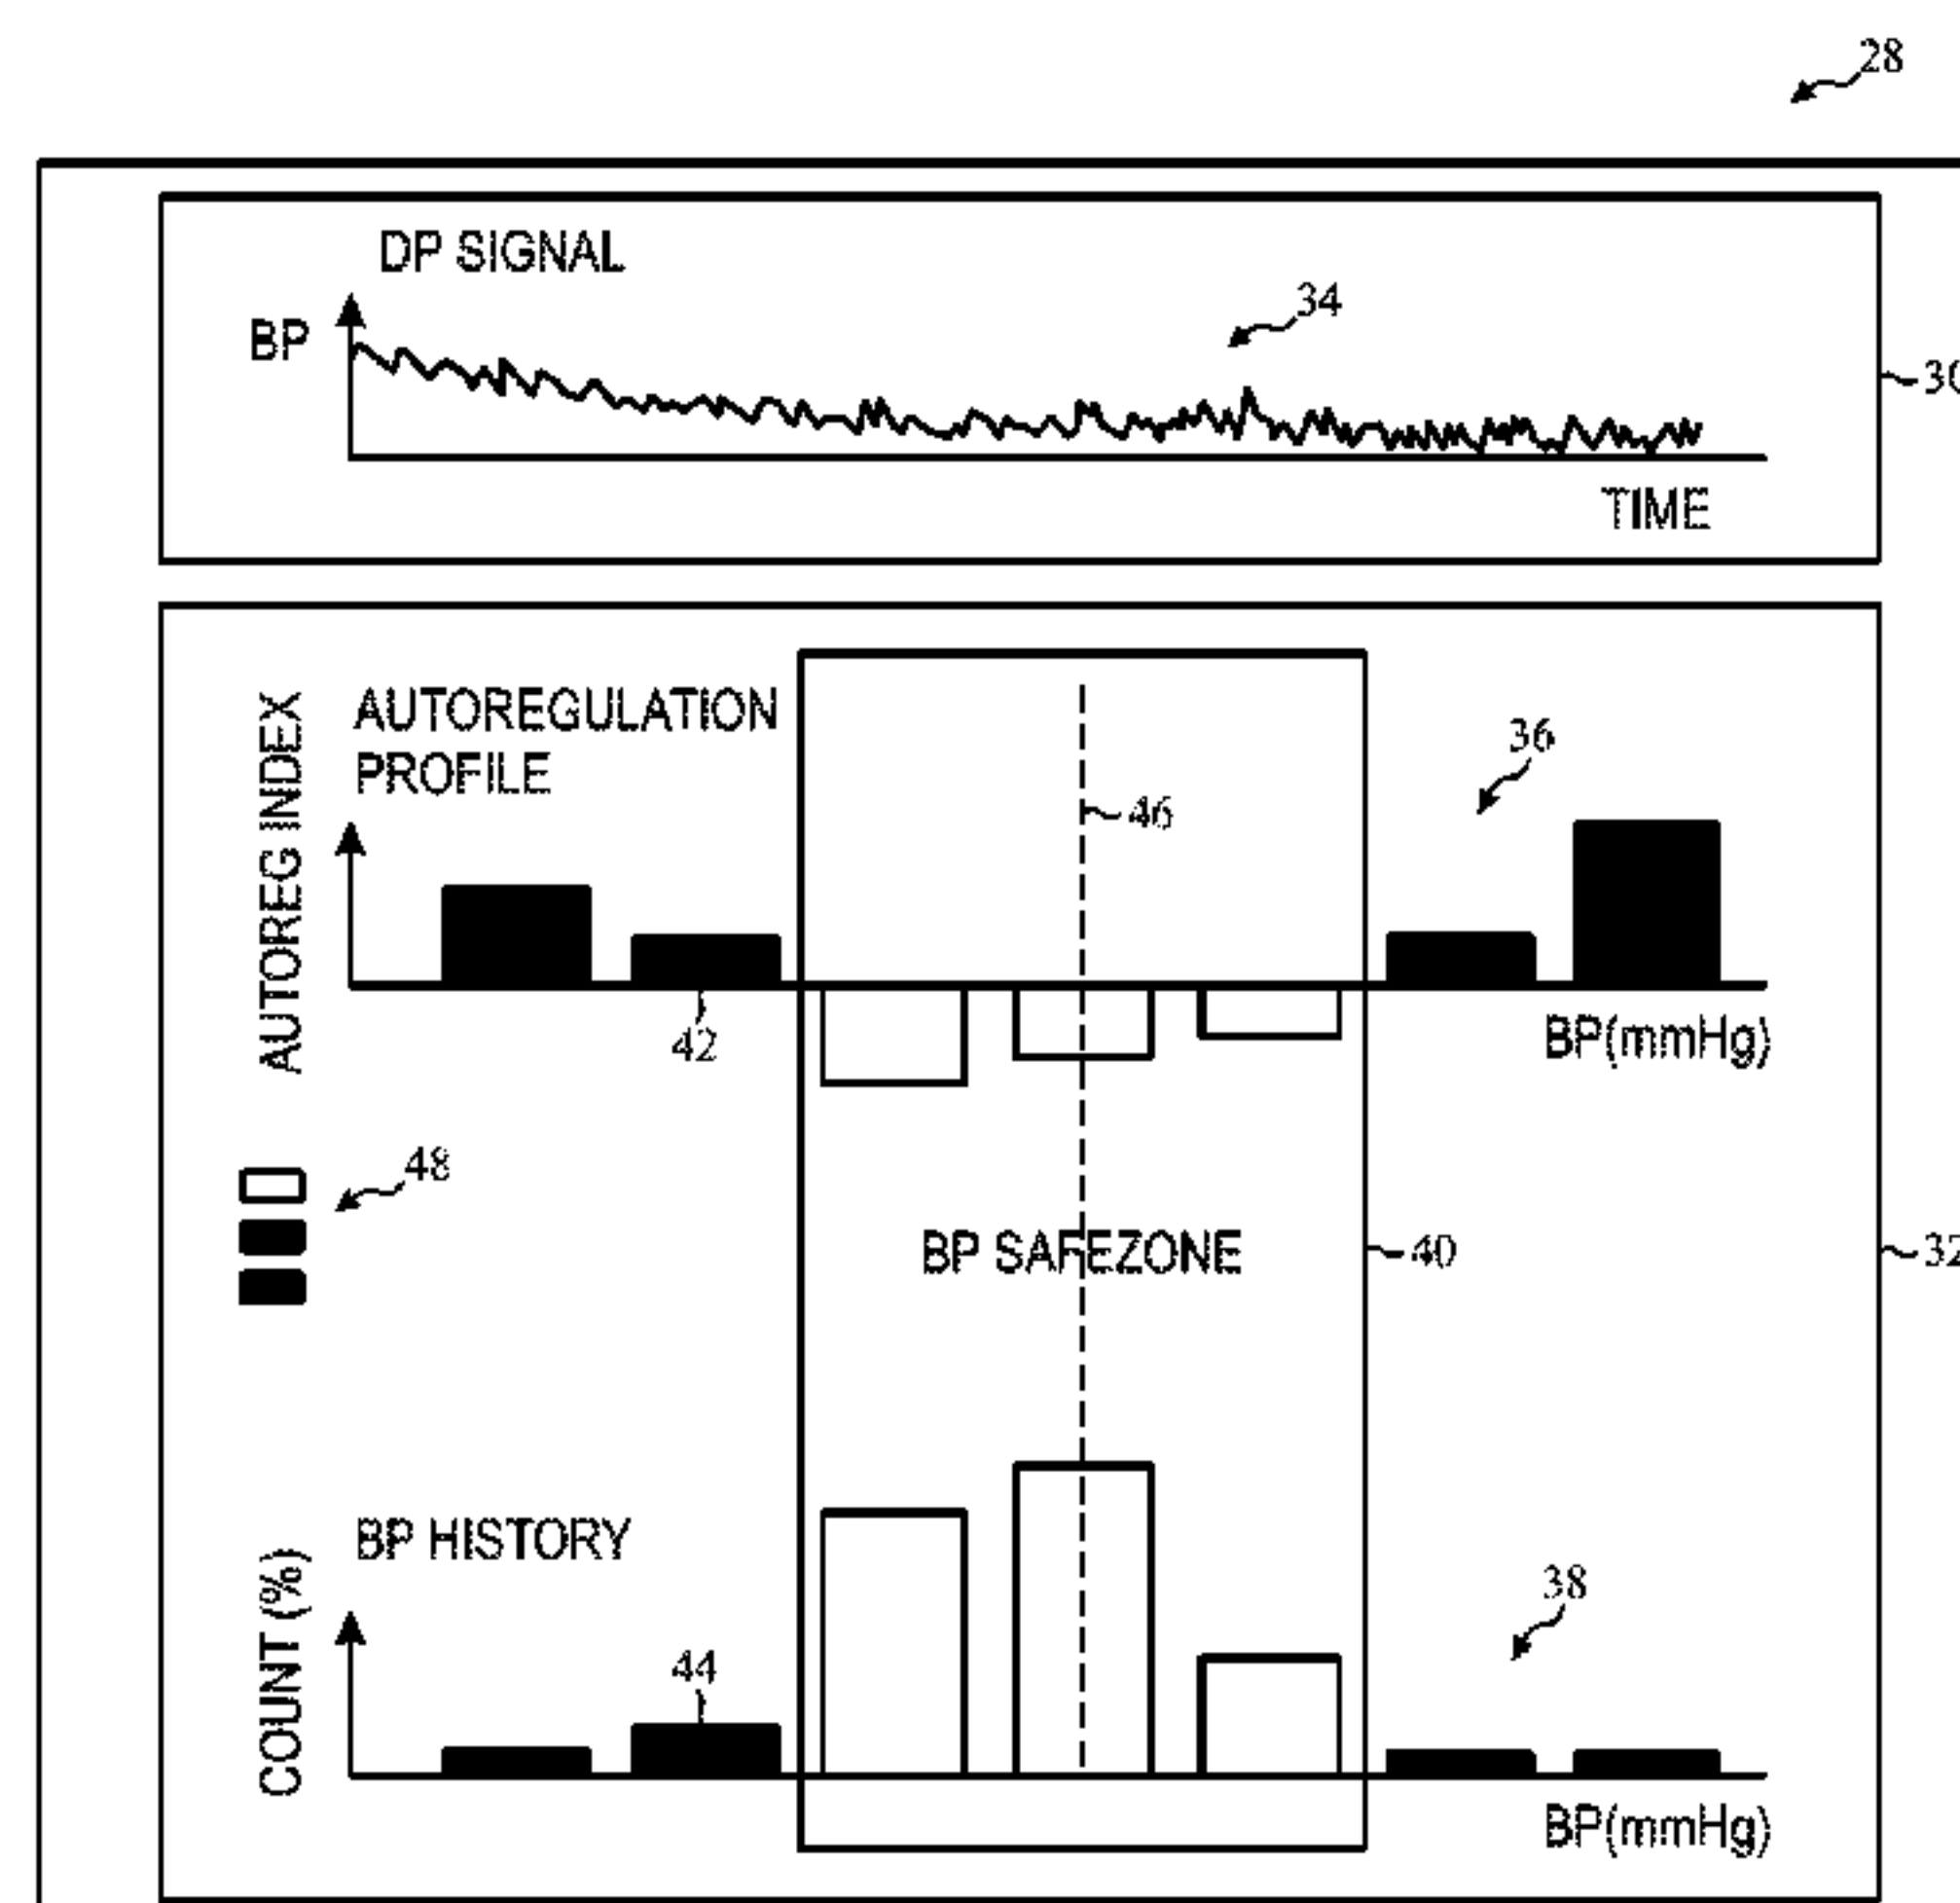 28
DP SIGNAL
34
BP
30
TIME
AUTOREG INDEX
AUTOREGULATION
PROFILE
36
46
42
BP(mmHg)
48
BP SAFEZONE
40
32
BP HISTORY
COUNT (%)
38
44
BP(mmHg)